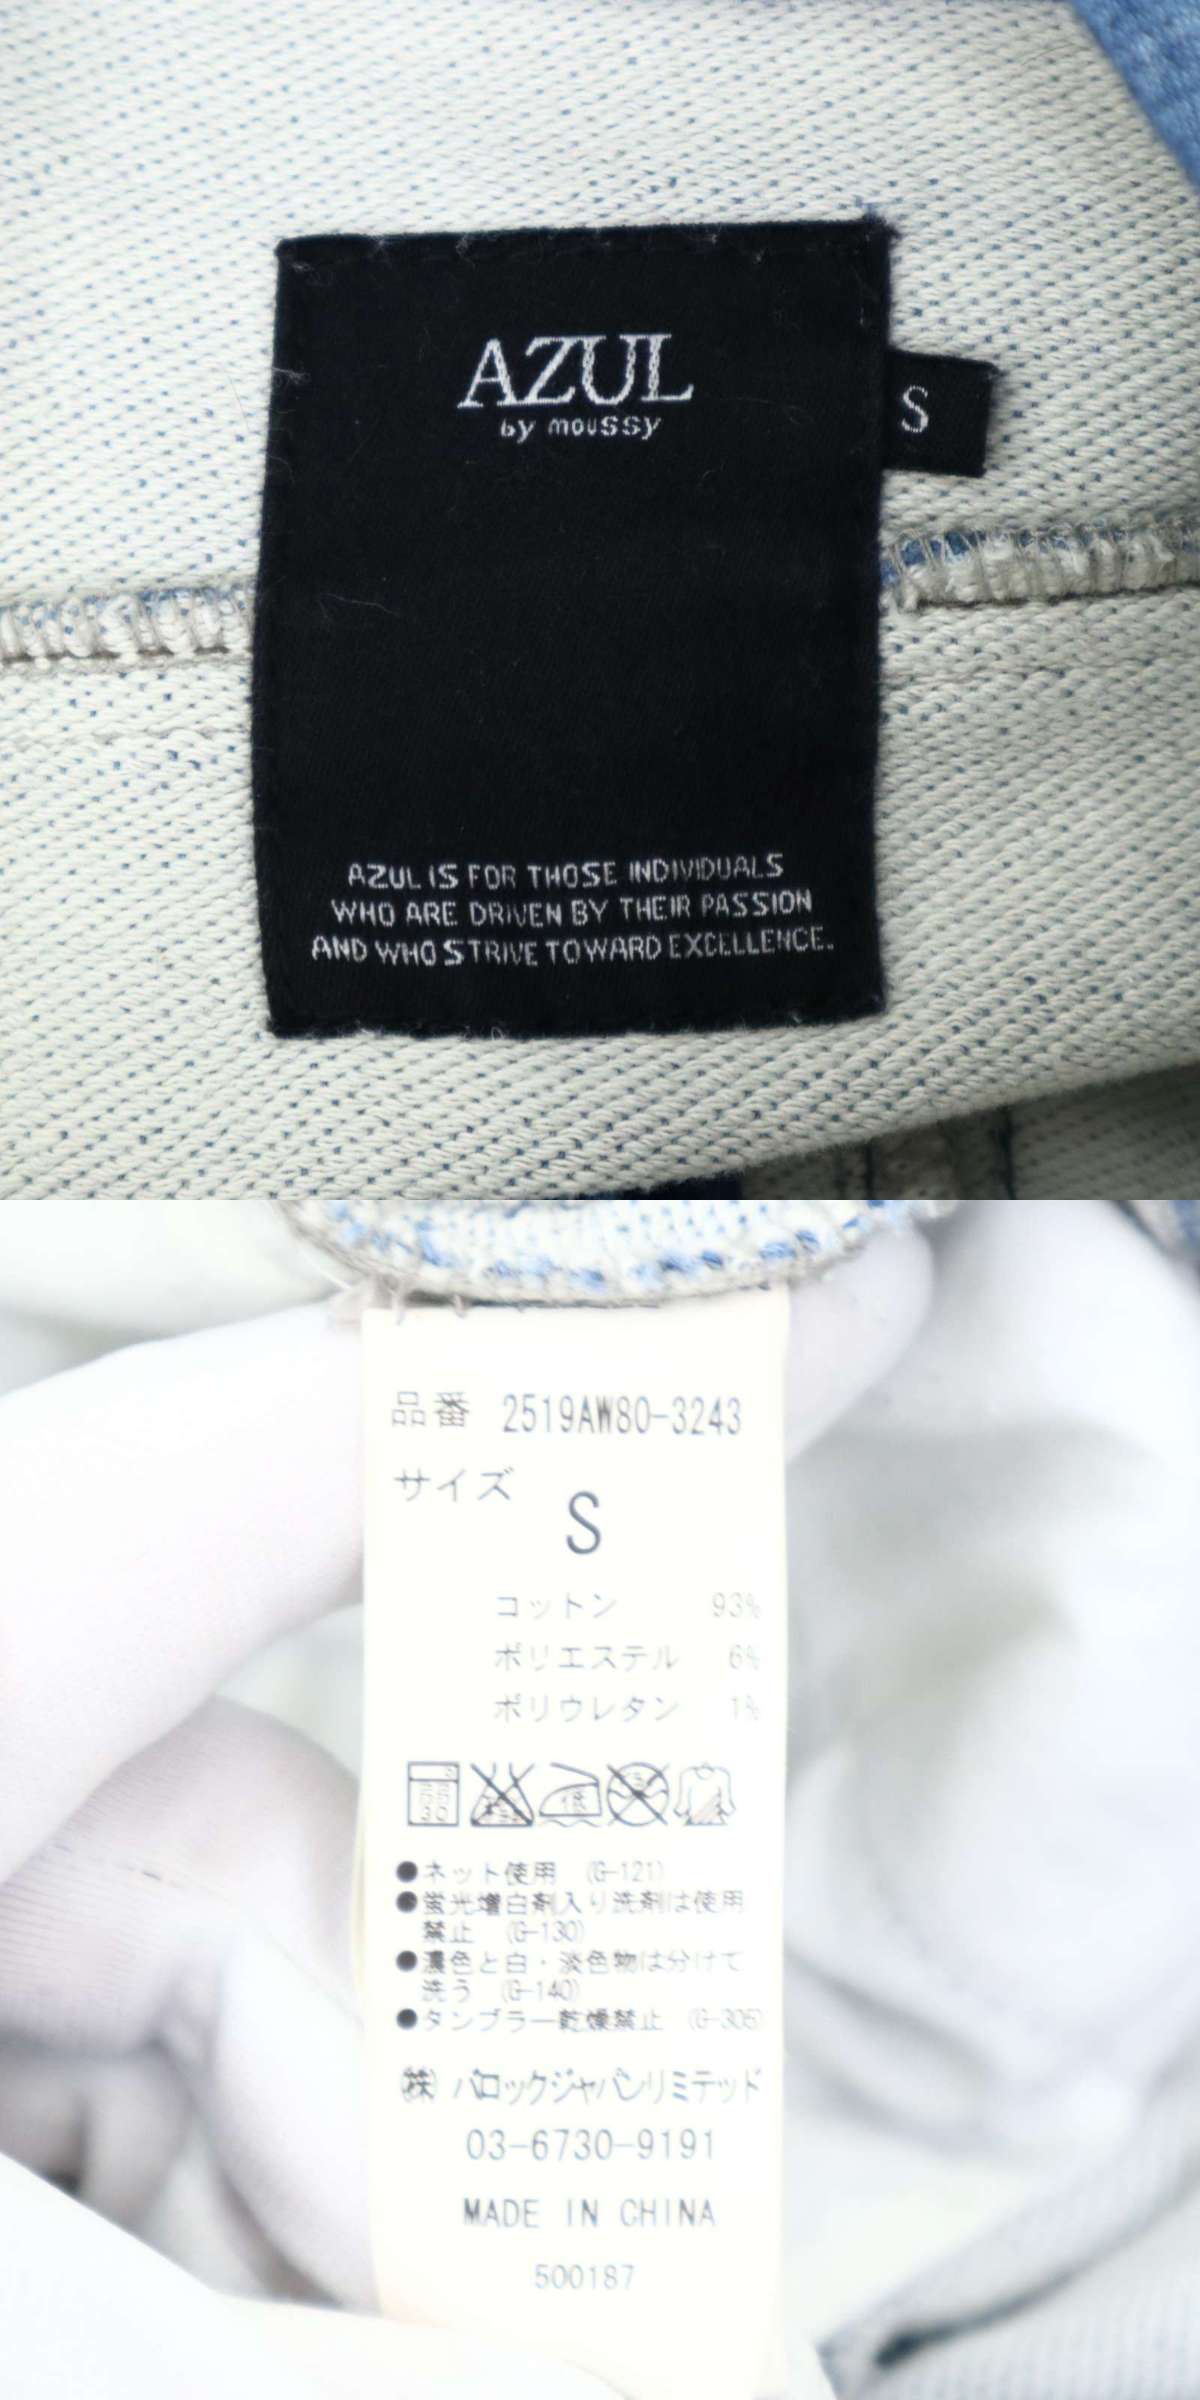 AZUL
by moussy
S
AZUL IS FOR THOSE INDIVIDUALS
WHO ARE DRIVEN BY THEIR PASSION
AND WHO STRIVE TOWARD EXCELLENCE.
品番 2519AW80-3243
サイズ
S
コットン 93%
ポリエステル 6%
ポリウレタン 1%
30
低
●ネット使用 (G-121)
●蛍光増白剤入り洗剤は使用
禁止 (G-130)
●濃色と白・淡色物は分けて
洗う (G-140)
●タンブラー乾燥禁止 (G-305)
㈱ バロックジャパンリミテッド
03-6730-9191
MADE IN CHINA
500187